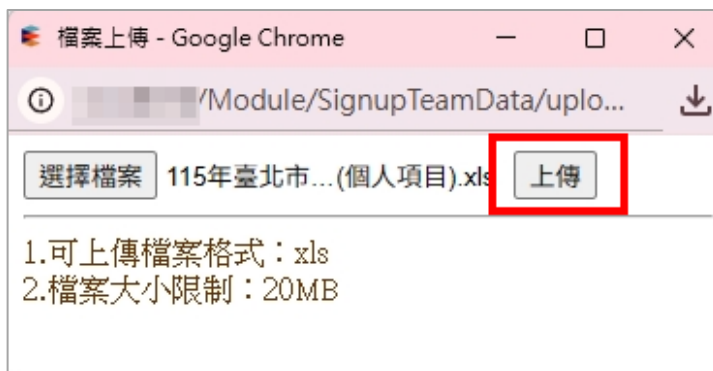 檔案上傳 - Google Chrome
/Module/SignupTeamData/uplo...
選擇檔案 115年臺北市...(個人項目).xls 上傳
1.可上傳檔案格式：xls
2.檔案大小限制：20MB